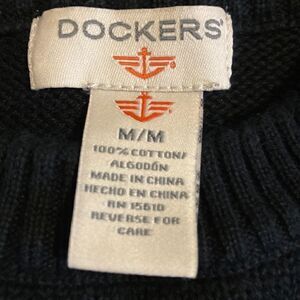 DOCKERS®
M/M
100% COTTON/
ALGODÓN
MADE IN CHINA
HECHO EN CHINA
RN 15610
REVERSE FOR
CARE